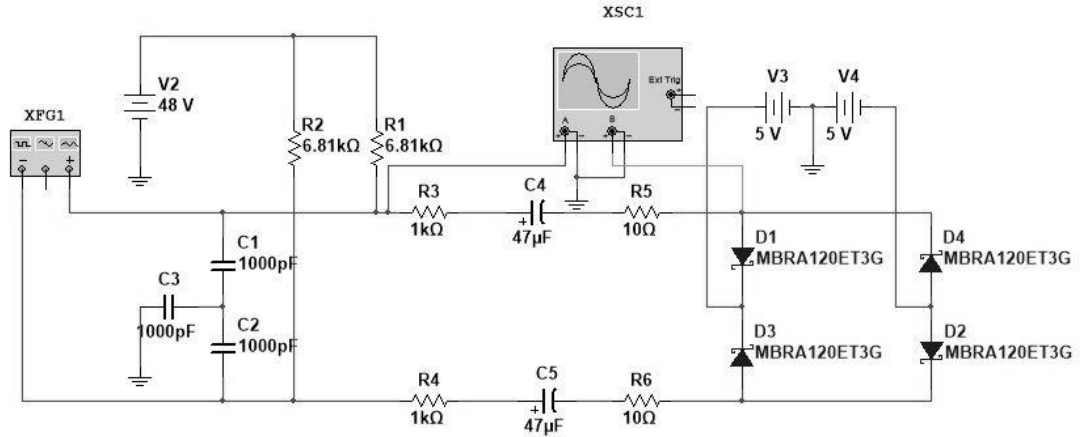 XSC1
V2
48 V
XFG1
R2
6.81kΩ
R1
6.81kΩ
Ext Trig
A
B
V3
5 V
V4
5 V
R3
1kΩ
C4
47µF
R5
10Ω
C1
1000pF
C3
1000pF
C2
1000pF
D1
MBRA120ET3G
D4
MBRA120ET3G
D3
MBRA120ET3G
D2
MBRA120ET3G
R4
1kΩ
C5
47µF
R6
10Ω